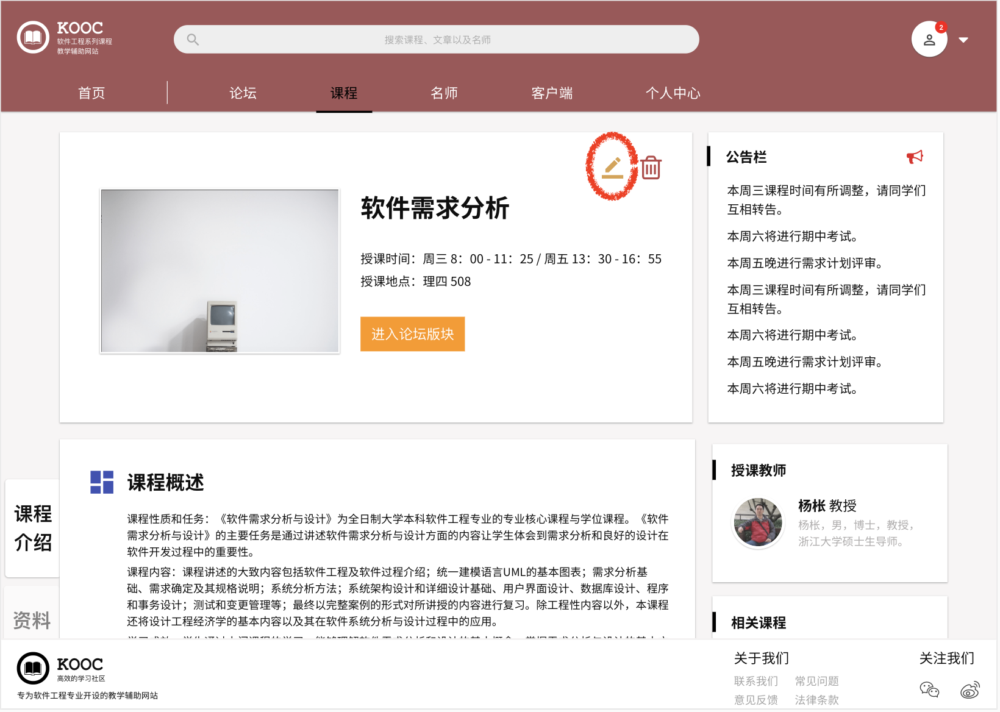 KOOC
软件工程系列课程
教学辅助网站
搜索课程、文章以及名师
2
首页
论坛
课程
名师
客户端
个人中心
软件需求分析
授课时间：周三 8：00 - 11：25 / 周五 13：30 - 16：55
授课地点：理四 508
进入论坛版块
公告栏
本周三课程时间有所调整，请同学们
互相转告。
本周六将进行期中考试。
本周五晚进行需求计划评审。
本周三课程时间有所调整，请同学们
互相转告。
本周六将进行期中考试。
本周五晚进行需求计划评审。
本周六将进行期中考试。
课程
介绍
资料
课程概述
课程性质和任务：《软件需求分析与设计》为全日制大学本科软件工程专业的专业核心课程与学位课程。《软件
需求分析与设计》的主要任务是通过讲述软件需求分析与设计方面的内容让学生体会到需求分析和良好的设计在
软件开发过程中的重要性。
课程内容：课程讲述的大致内容包括软件工程及软件过程介绍；统一建模语言UML的基本图表；需求分析基
础、需求确定及其规格说明；系统分析方法；系统架构设计和详细设计基础、用户界面设计、数据库设计、程序
和事务设计；测试和变更管理等；最终以完整案例的形式对所讲授的内容进行复习。除工程性内容以外，本课程
还将设计工程经济学的基本内容以及其在软件系统分析与设计过程中的应用。
授课教师
杨枨 教授
杨枨，男，博士，教授，
浙江大学硕士生导师。
相关课程
KOOC
高效的学习社区
专为软件工程专业开设的教学辅助网站
关于我们
联系我们 常见问题
意见反馈 法律条款
关注我们